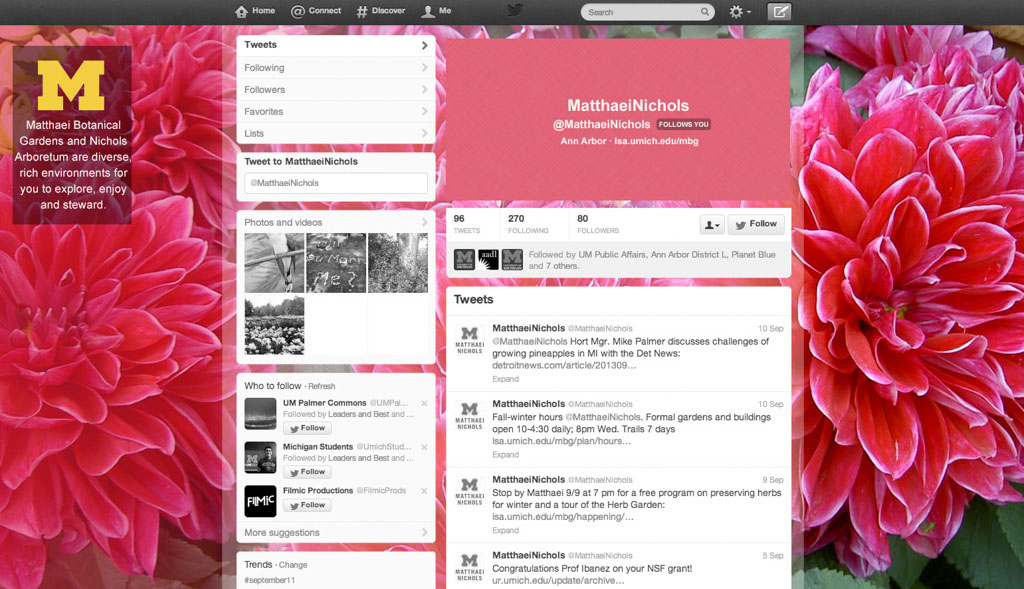 Home
Connect
Discover
Me
Search
M
Matthaei Botanical
Gardens and Nichols
Arboretum are diverse,
rich environments for
you to explore, enjoy
and steward.
Tweets
Following
Followers
Favorites
Lists
Tweet to MatthaeiNichols
@MatthaeiNichols
Photos and videos
Who to follow · Refresh
UM Palmer Commons @UMPal...
Followed by Leaders and Best and ...
Follow
Michigan Students @UmichStud...
Followed by Leaders and Best and ...
Follow
FILMIC
Filmic Productions @FilmicProds
Follow
More suggestions
Trends · Change
#september11
MatthaeiNichols
@MatthaeiNichols FOLLOWS YOU
Ann Arbor · lsa.umich.edu/mbg
96 TWEETS
270 FOLLOWING
80 FOLLOWERS
Follow
aadl
Followed by UM Public Affairs, Ann Arbor District L, Planet Blue
and 7 others.
Tweets
M
MATTHAEI
NICHOLS
MatthaeiNichols @MatthaeiNichols 10 Sep
@MatthaeiNichols Hort Mgr. Mike Palmer discusses challenges of
growing pineapples in MI with the Det News:
detroitnews.com/article/201309...
Expand
M
MATTHAEI
NICHOLS
MatthaeiNichols @MatthaeiNichols 10 Sep
Fall-winter hours @MatthaeiNichols. Formal gardens and buildings
open 10-4:30 daily; 8pm Wed. Trails 7 days
lsa.umich.edu/mbg/plan/hours...
Expand
M
MATTHAEI
NICHOLS
MatthaeiNichols @MatthaeiNichols 9 Sep
Stop by Matthaei 9/9 at 7 pm for a free program on preserving herbs
for winter and a tour of the Herb Garden:
lsa.umich.edu/mbg/happening/...
Expand
M
MATTHAEI
NICHOLS
MatthaeiNichols @MatthaeiNichols 5 Sep
Congratulations Prof Ibanez on your NSF grant!
ur.umich.edu/update/archive...